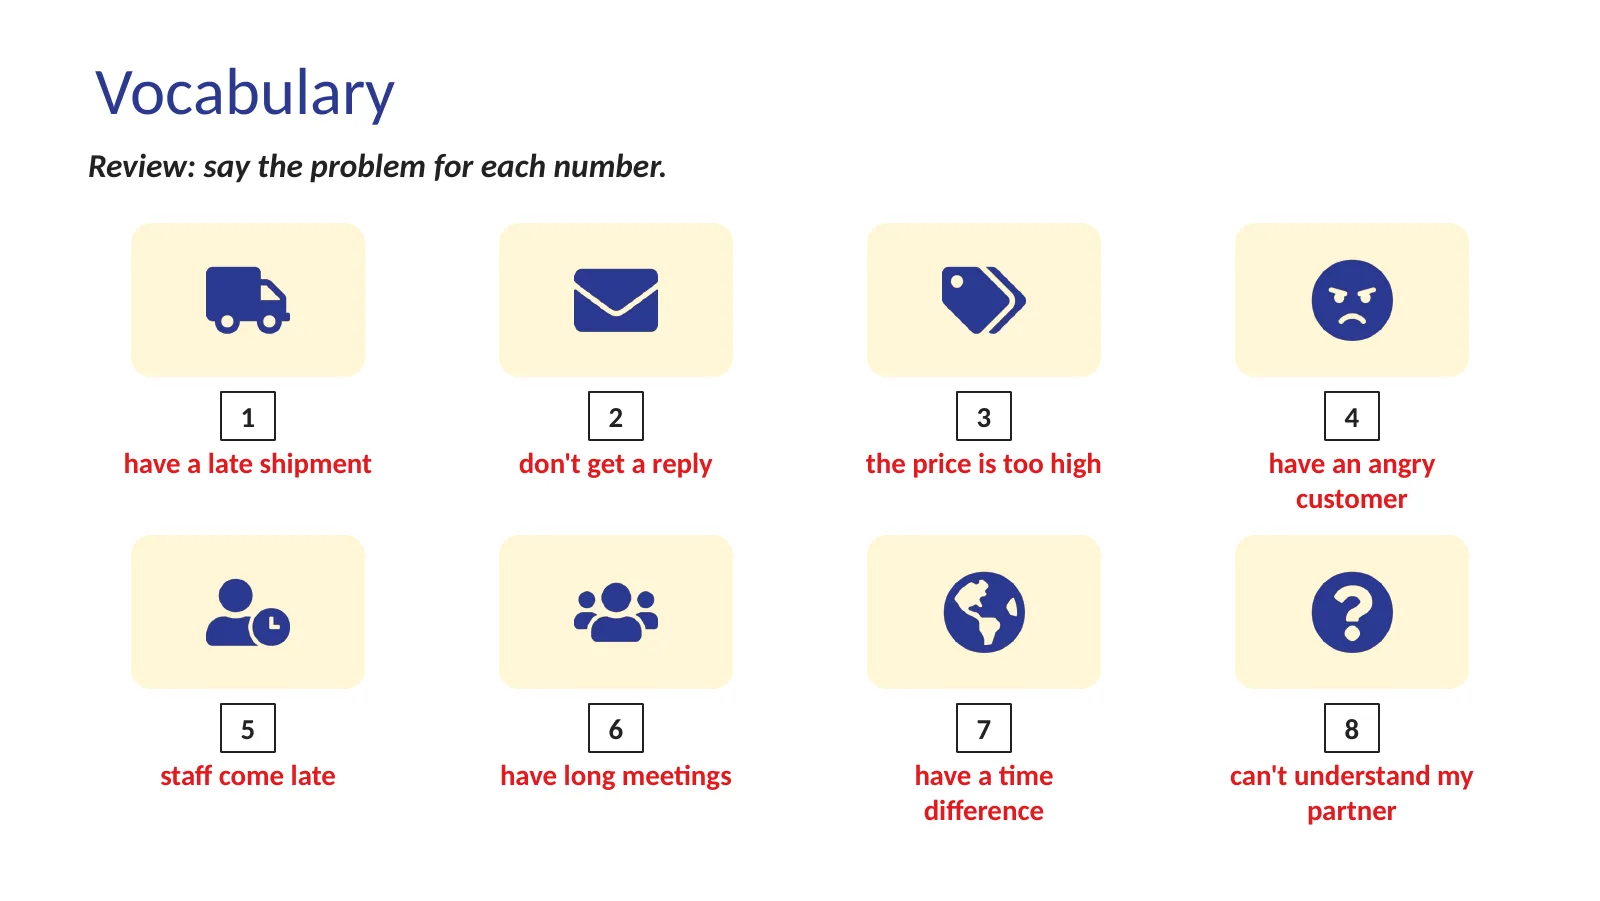 Vocabulary
Review: say the problem for each number.
1
2
3
4
have a late shipment
don't get a reply
the price is too high
have an angry
customer
5
6
7
8
staff come late
have long meetings
have a time
difference
can't understand my
partner